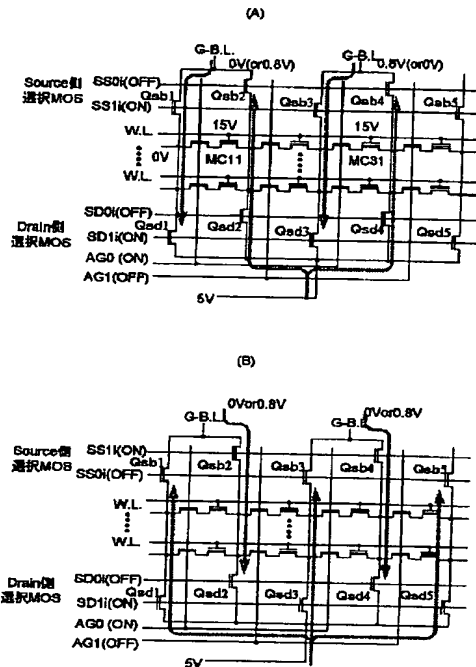 (A)
G-B.L.
0V(or0.8V)
G-B.L.
0.8V(or0V)
Source側
選択MOS
SS0i(OFF)
SS1i(ON)
Qsb1
Qsb2
Qsb3
Qsb4
Qsb5
W.L.
15V
15V
0V
MC11
MC31
W.L.
Drain側
選択MOS
SD0i(OFF)
SD1i(ON)
Qsd1
Qsd2
Qsd3
Qsd4
Qsd5
AG0 (ON)
AG1(OFF)
5V
(B)
0Vor0.8V
0Vor0.8V
G-B.L.
Source側
選択MOS
SS1i(ON)
SS0i(OFF)
Qsb1
Qsb2
Qsb3
Qsb4
Qsb5
W.L.
W.L.
Drain側
選択MOS
SD0i(OFF)
SD1i(ON)
Qsd1
Qsd2
Qsd3
Qsd4
Qsd5
AG0 (ON)
AG1(OFF)
5V